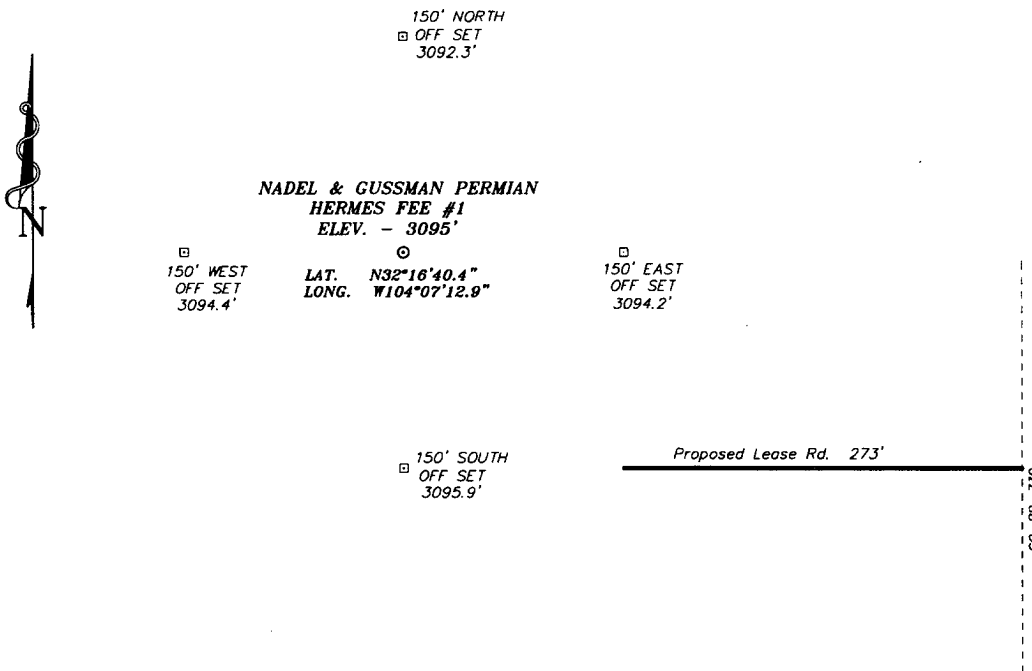 150' NORTH
OFF SET
3092.3'
N
NADEL & GUSSMAN PERMIAN
HERMES FEE #1
ELEV. - 3095'
LAT. N32°16'40.4"
LONG. W104°07'12.9"
150' WEST
OFF SET
3094.4'
150' EAST
OFF SET
3094.2'
150' SOUTH
OFF SET
3095.9'
Proposed Lease Rd. 273'